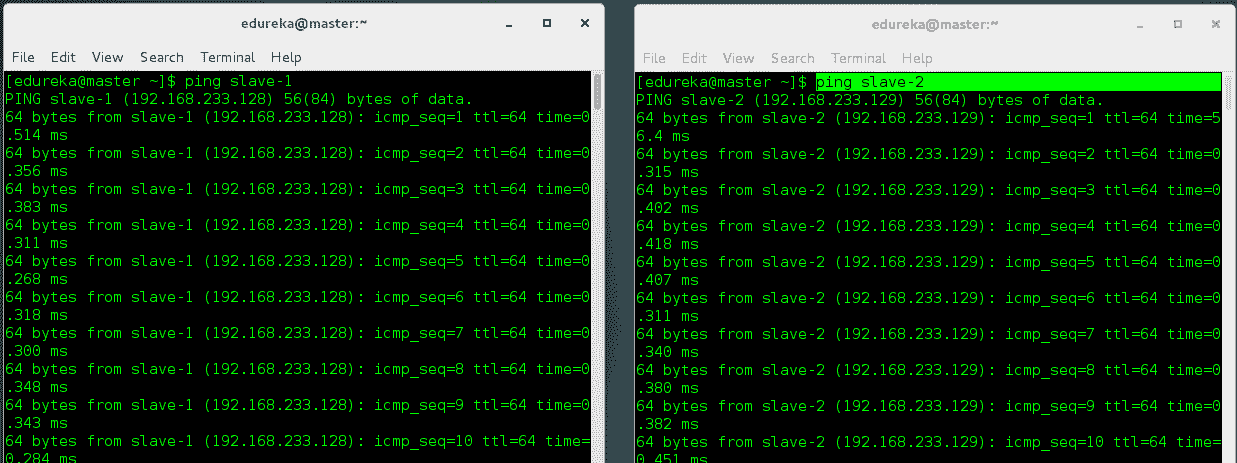 edureka@master:~
File Edit View Search Terminal Help
[edureka@master ~]$ ping slave-1
PING slave-1 (192.168.233.128) 56(84) bytes of data.
64 bytes from slave-1 (192.168.233.128): icmp_seq=1 ttl=64 time=0
.514 ms
64 bytes from slave-1 (192.168.233.128): icmp_seq=2 ttl=64 time=0
.356 ms
64 bytes from slave-1 (192.168.233.128): icmp_seq=3 ttl=64 time=0
.383 ms
64 bytes from slave-1 (192.168.233.128): icmp_seq=4 ttl=64 time=0
.311 ms
64 bytes from slave-1 (192.168.233.128): icmp_seq=5 ttl=64 time=0
.268 ms
64 bytes from slave-1 (192.168.233.128): icmp_seq=6 ttl=64 time=0
.318 ms
64 bytes from slave-1 (192.168.233.128): icmp_seq=7 ttl=64 time=0
.300 ms
64 bytes from slave-1 (192.168.233.128): icmp_seq=8 ttl=64 time=0
.348 ms
64 bytes from slave-1 (192.168.233.128): icmp_seq=9 ttl=64 time=0
.343 ms
64 bytes from slave-1 (192.168.233.128): icmp_seq=10 ttl=64 time=
0.284 ms
edureka@master:~
File Edit View Search Terminal Help
[edureka@master ~]$ ping slave-2
PING slave-2 (192.168.233.129) 56(84) bytes of data.
64 bytes from slave-2 (192.168.233.129): icmp_seq=1 ttl=64 time=5
6.4 ms
64 bytes from slave-2 (192.168.233.129): icmp_seq=2 ttl=64 time=0
.315 ms
64 bytes from slave-2 (192.168.233.129): icmp_seq=3 ttl=64 time=0
.402 ms
64 bytes from slave-2 (192.168.233.129): icmp_seq=4 ttl=64 time=0
.418 ms
64 bytes from slave-2 (192.168.233.129): icmp_seq=5 ttl=64 time=0
.407 ms
64 bytes from slave-2 (192.168.233.129): icmp_seq=6 ttl=64 time=0
.311 ms
64 bytes from slave-2 (192.168.233.129): icmp_seq=7 ttl=64 time=0
.340 ms
64 bytes from slave-2 (192.168.233.129): icmp_seq=8 ttl=64 time=0
.380 ms
64 bytes from slave-2 (192.168.233.129): icmp_seq=9 ttl=64 time=0
.382 ms
64 bytes from slave-2 (192.168.233.129): icmp_seq=10 ttl=64 time=
0.451 ms